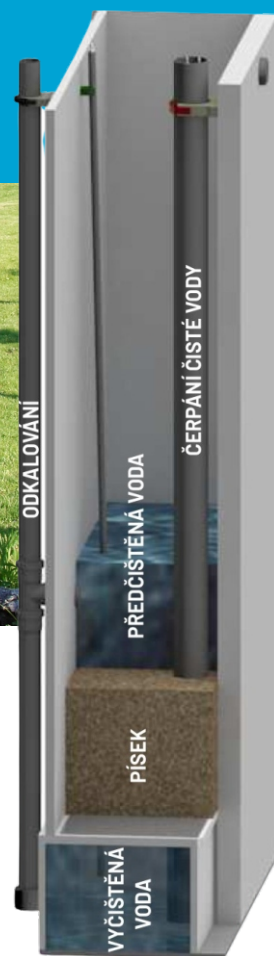 ODKALOVÁNÍ
PŘEDČIŠTĚNÁ VODA
ČERPÁNÍ ČISTÉ VODY
PÍSEK
VYČIŠTĚNÁ
VODA